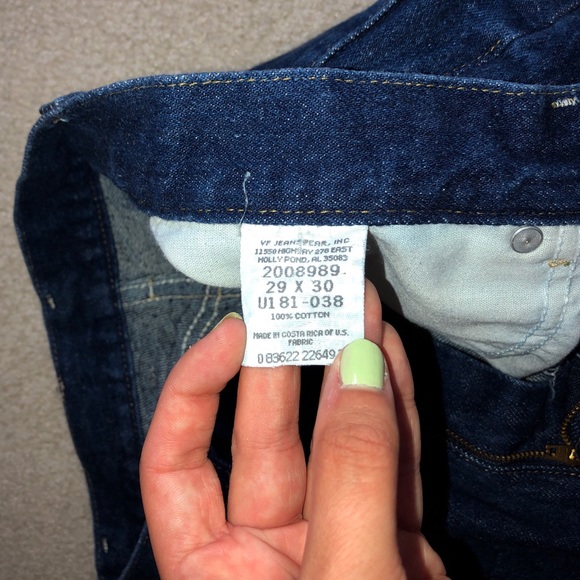 VF JEANSWEAR, INC
11550 HIGHWAY 278 EAST
HOLLY POND, AL 35083
2008989
29 X 30
U181-038
100% COTTON
MADE IN COSTA RICA OF U.S.
FABRIC
0 83622 22649